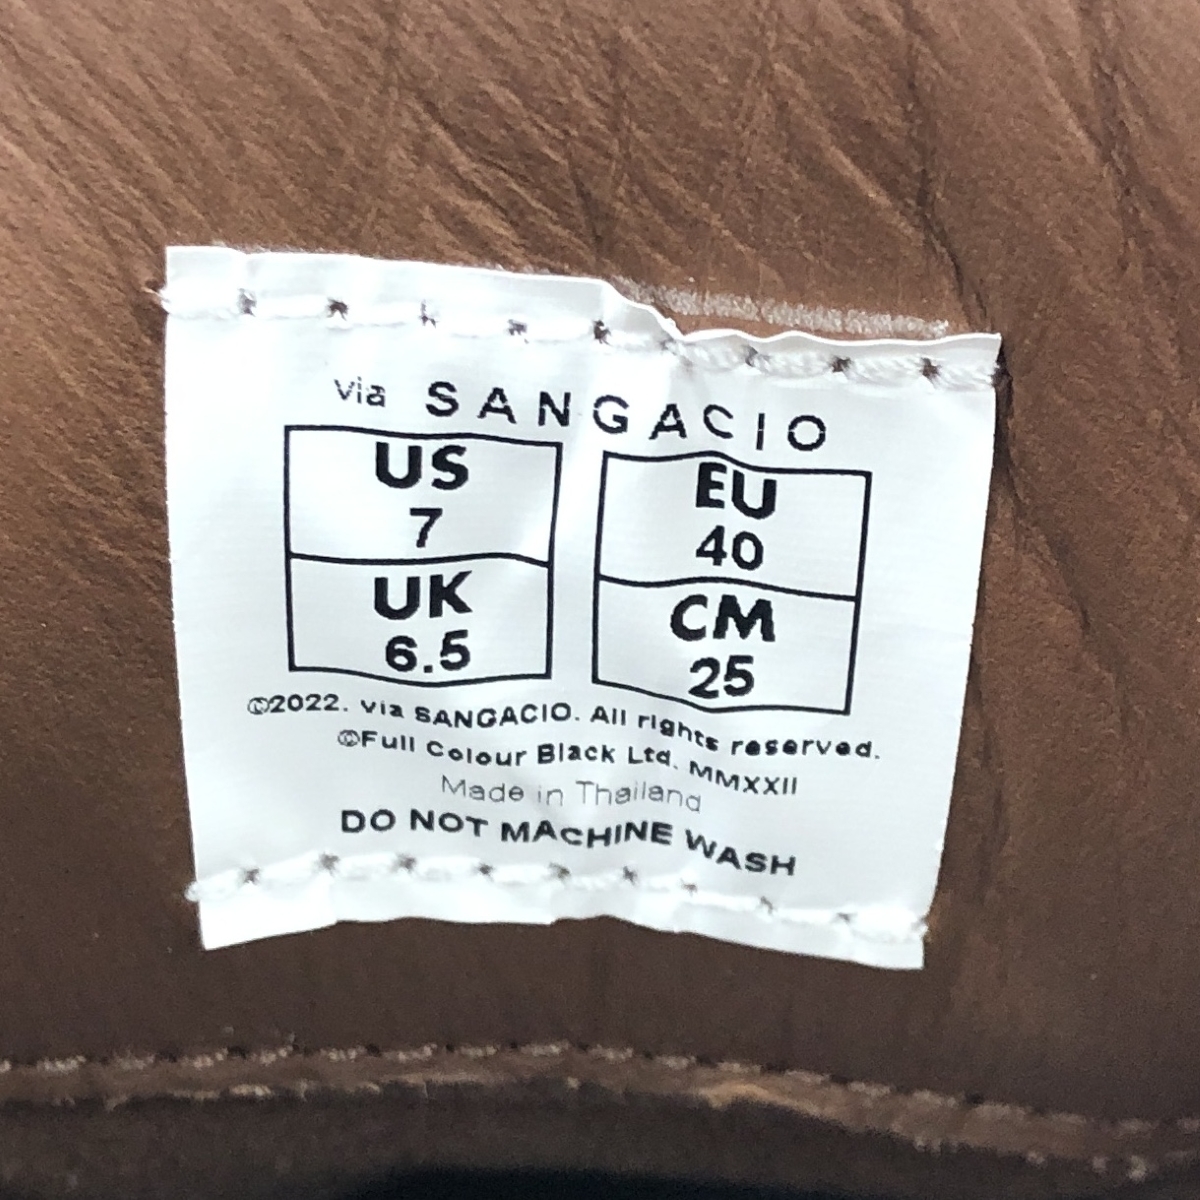 via SANGACIO
US
7
UK
6.5
EU
40
CM
25
©2022. via SANGACIO. All rights reserved.
©Full Colour Black Ltd. MMXXII
Made in Thailand
DO NOT MACHINE WASH